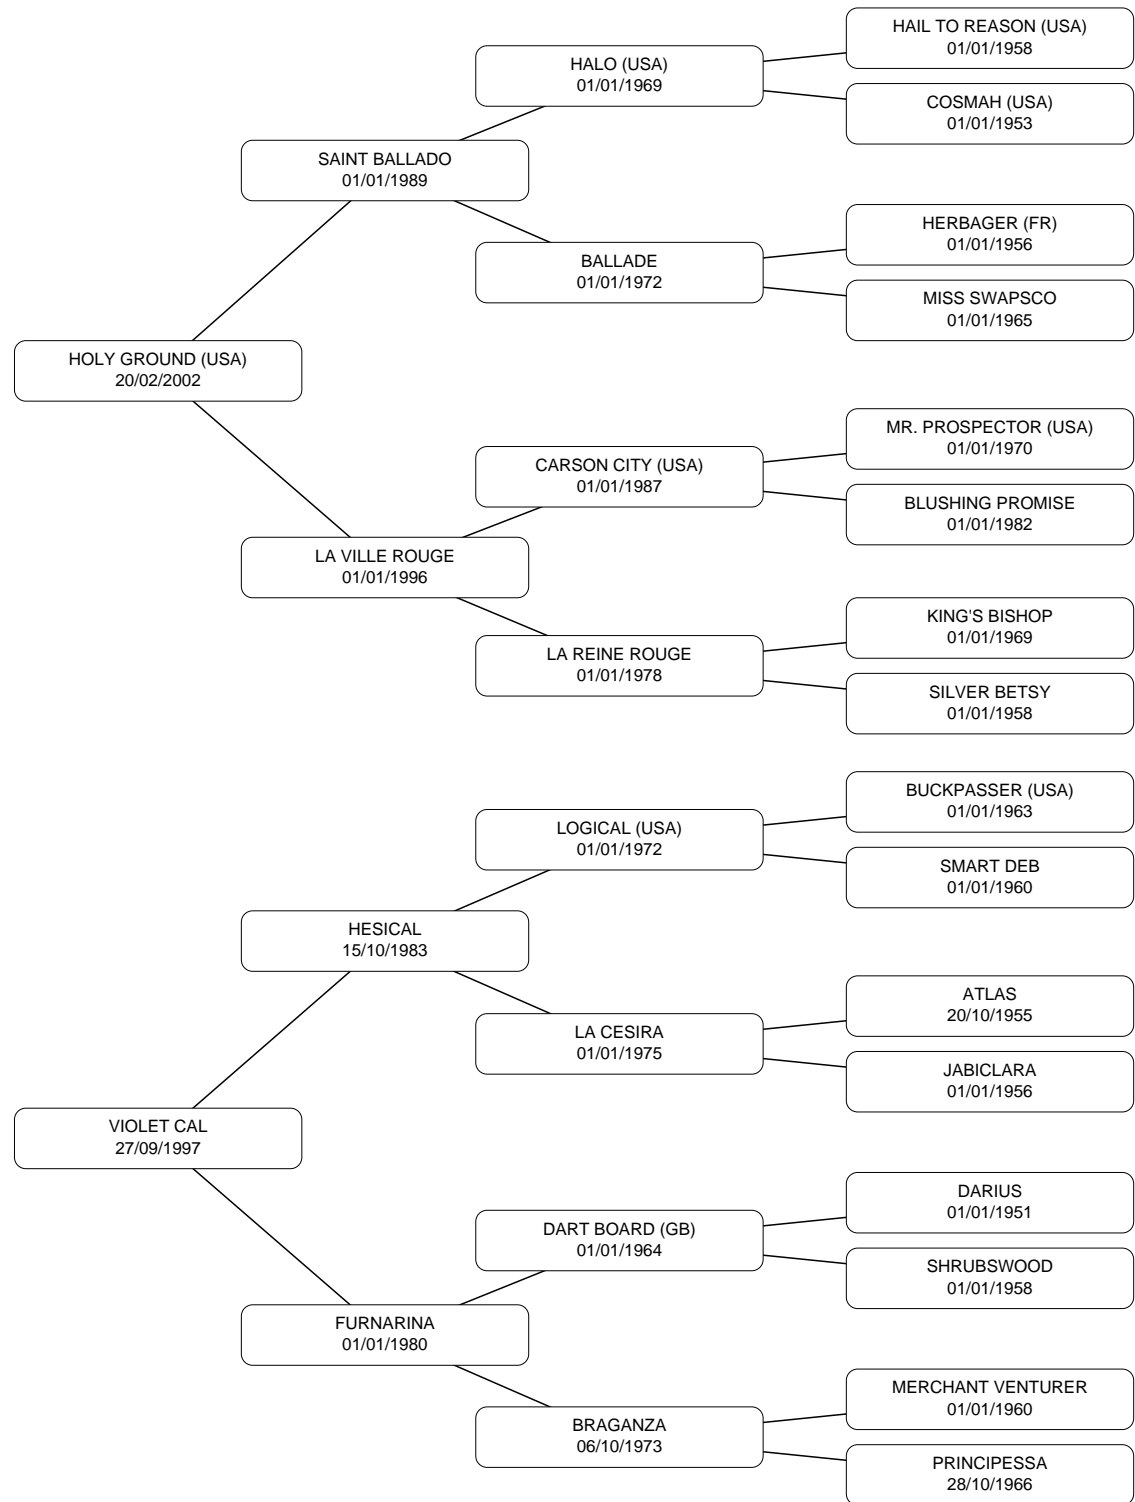 HAIL TO REASON (USA)
01/01/1958
HALO (USA)
01/01/1969
COSMAH (USA)
01/01/1953
SAINT BALLADO
01/01/1989
HERBAGER (FR)
01/01/1956
BALLADE
01/01/1972
MISS SWAPSCO
01/01/1965
HOLY GROUND (USA)
20/02/2002
MR. PROSPECTOR (USA)
01/01/1970
CARSON CITY (USA)
01/01/1987
BLUSHING PROMISE
01/01/1982
LA VILLE ROUGE
01/01/1996
KING'S BISHOP
01/01/1969
LA REINE ROUGE
01/01/1978
SILVER BETSY
01/01/1958
BUCKPASSER (USA)
01/01/1963
LOGICAL (USA)
01/01/1972
SMART DEB
01/01/1960
HESICAL
15/10/1983
ATLAS
20/10/1955
LA CESIRA
01/01/1975
JABICLARA
01/01/1956
VIOLET CAL
27/09/1997
DARIUS
01/01/1951
DART BOARD (GB)
01/01/1964
SHRUBSWOOD
01/01/1958
FURNARINA
01/01/1980
MERCHANT VENTURER
01/01/1960
BRAGANZA
06/10/1973
PRINCIPESSA
28/10/1966